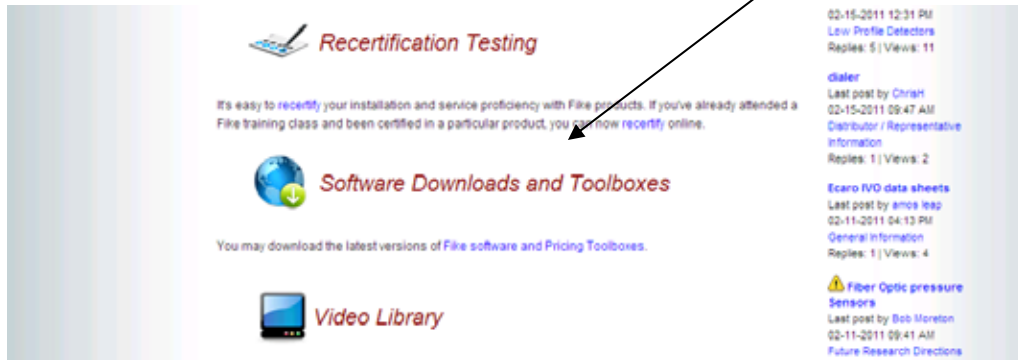 Recertification Testing
It's easy to recertify your installation and service proficiency with Fike products. If you've already attended a
Fike training class and been certified in a particular product, you can now recertify online.
Software Downloads and Toolboxes
You may download the latest versions of Fike software and Pricing Toolboxes.
Video Library
02-15-2011 12:31 PM
Low Profile Detectors
Replies: 5 | Views: 11
dialer
Last post by ChrisH
02-15-2011 09:47 AM
Distributor / Representative
Information
Replies: 1 | Views: 2
Ecaro IVO data sheets
Last post by amos leap
02-11-2011 04:13 PM
General Information
Replies: 1 | Views: 4
Fiber Optic pressure
Sensors
Last post by Bob Moreton
02-11-2011 09:41 AM
Future Research Directions